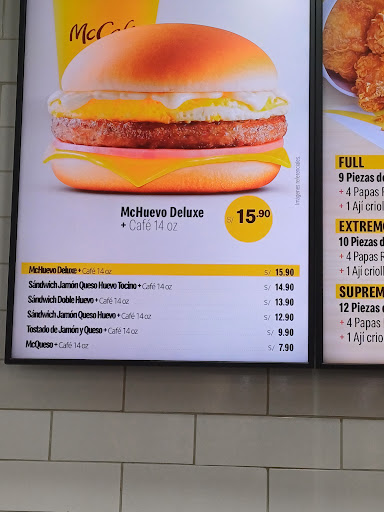 McCafé
McHuevo Deluxe
+ Café 14 oz
S/ 15.90
Imágenes referenciales.
McHuevo Deluxe + Café 14 oz S/ 15.90
Sándwich Jamón Queso Huevo Tocino + Café 14 oz S/ 14.90
Sándwich Doble Huevo + Café 14 oz S/ 13.90
Sándwich Jamón Queso Huevo + Café 14 oz S/ 12.90
Tostado de Jamón y Queso + Café 14 oz S/ 9.90
McQueso + Café 14 oz S/ 7.90
FULL
9 Piezas de
+ 4 Papas R
+ 1 Ají crioll
EXTREMO
10 Piezas d
+ 4 Papas R
+ 1 Ají crioll
SUPREM
12 Piezas d
+ 4 Papas
+ 1 Ají criol